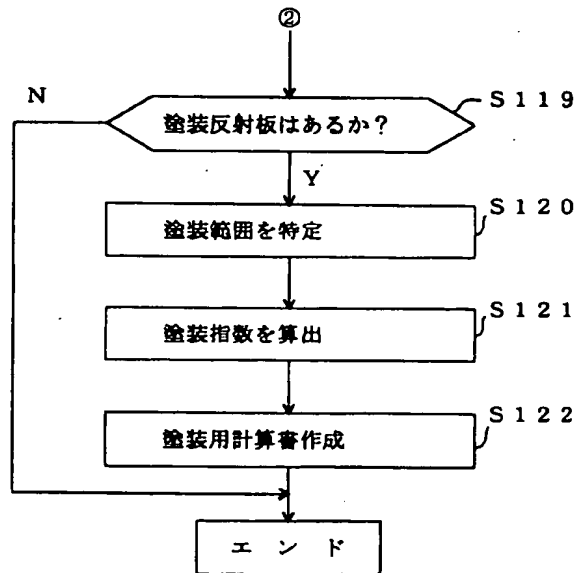 ②
N
塗装反射板はあるか？
S119
Y
塗装範囲を特定
S120
塗装指数を算出
S121
塗装用計算書作成
S122
エンド